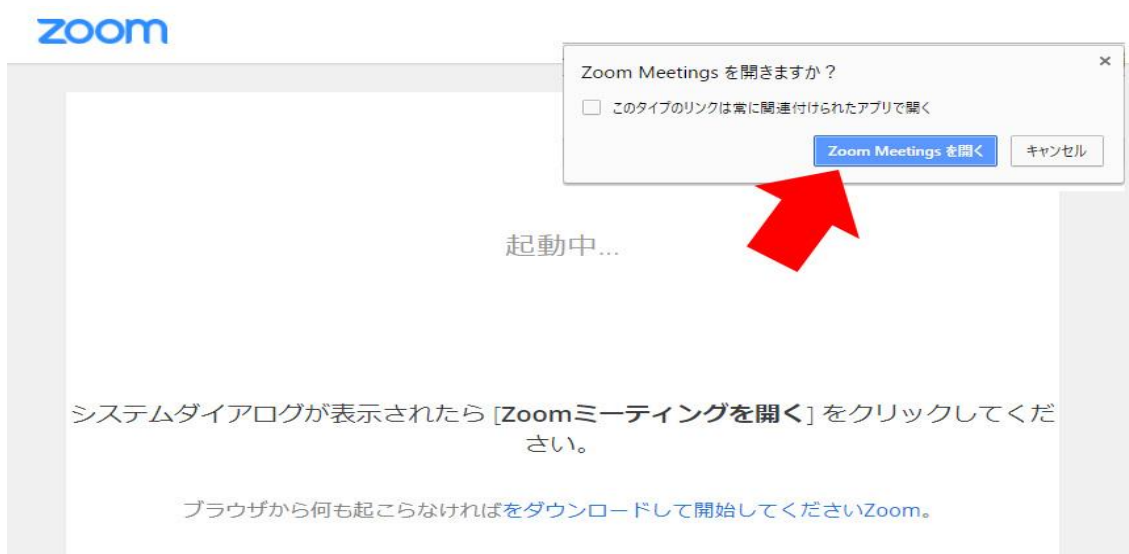 zoom
Zoom Meetings を開きますか？
×
このタイプのリンクは常に関連付けられたアプリで開く
Zoom Meetings を開く
キャンセル
起動中...
システムダイアログが表示されたら [Zoomミーティングを開く] をクリックしてくだ
さい。
ブラウザから何も起こらなければをダウンロードして開始してくださいZoom。